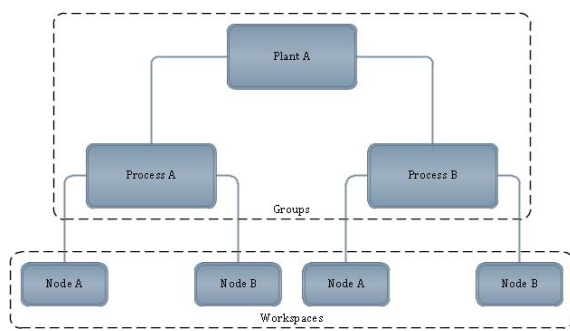 Plant A
Process A
Process B
Groups
Node A
Node B
Node A
Node B
Workspaces